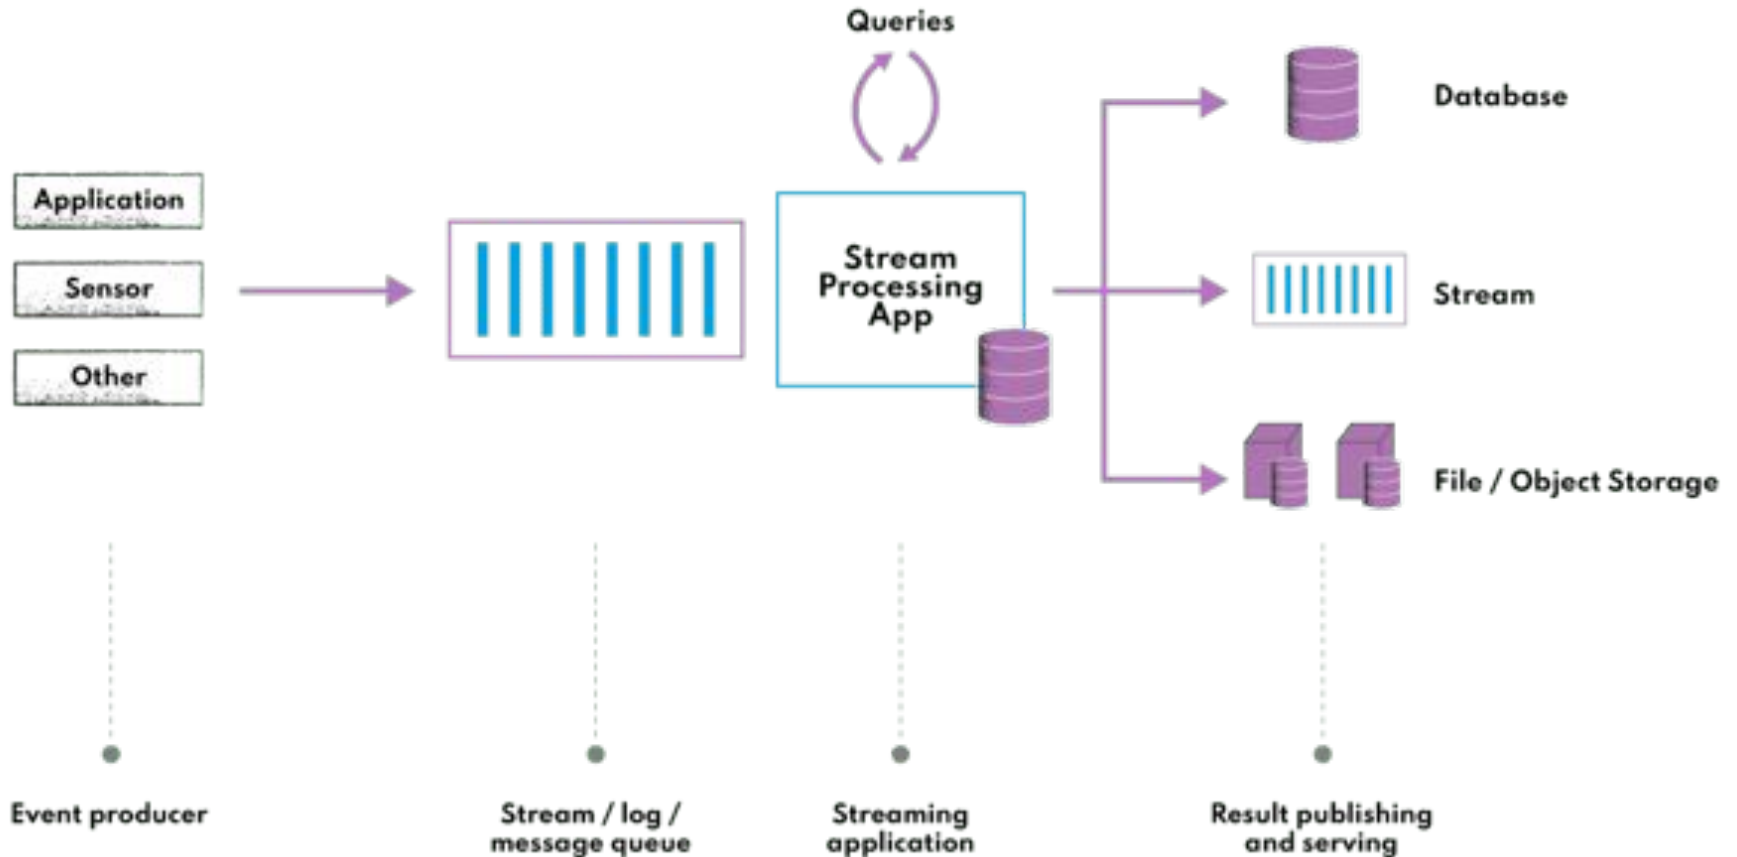 Queries
Database
Application
Sensor
Other
Stream
Processing
App
Stream
File / Object Storage
Event producer
Stream / log /
message queue
Streaming
application
Result publishing
and serving